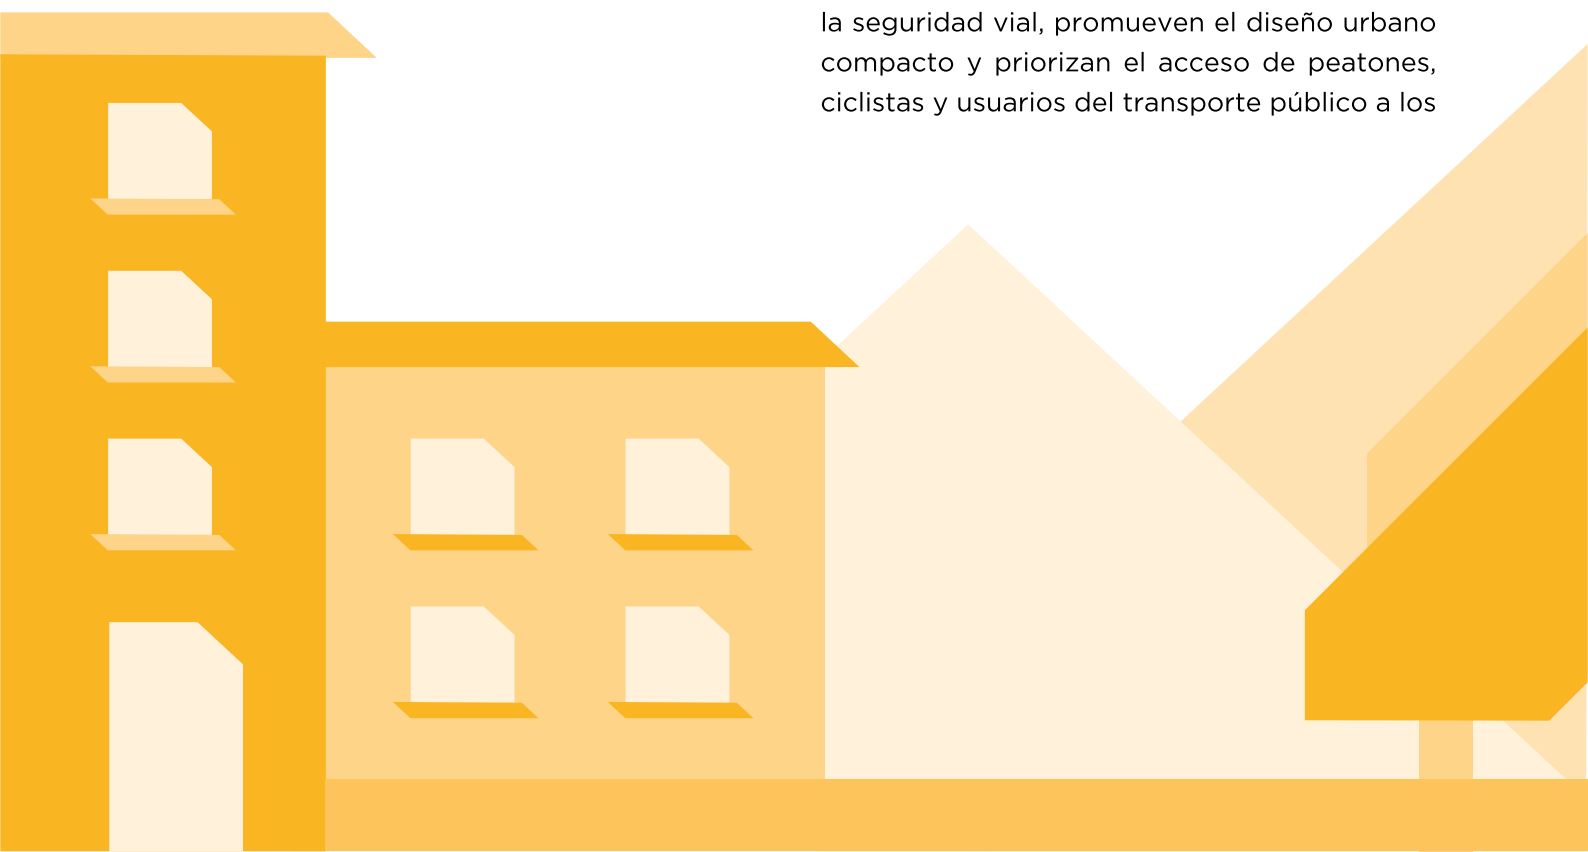 la seguridad vial, promueven el diseño urbano
compacto y priorizan el acceso de peatones,
ciclistas y usuarios del transporte público a los